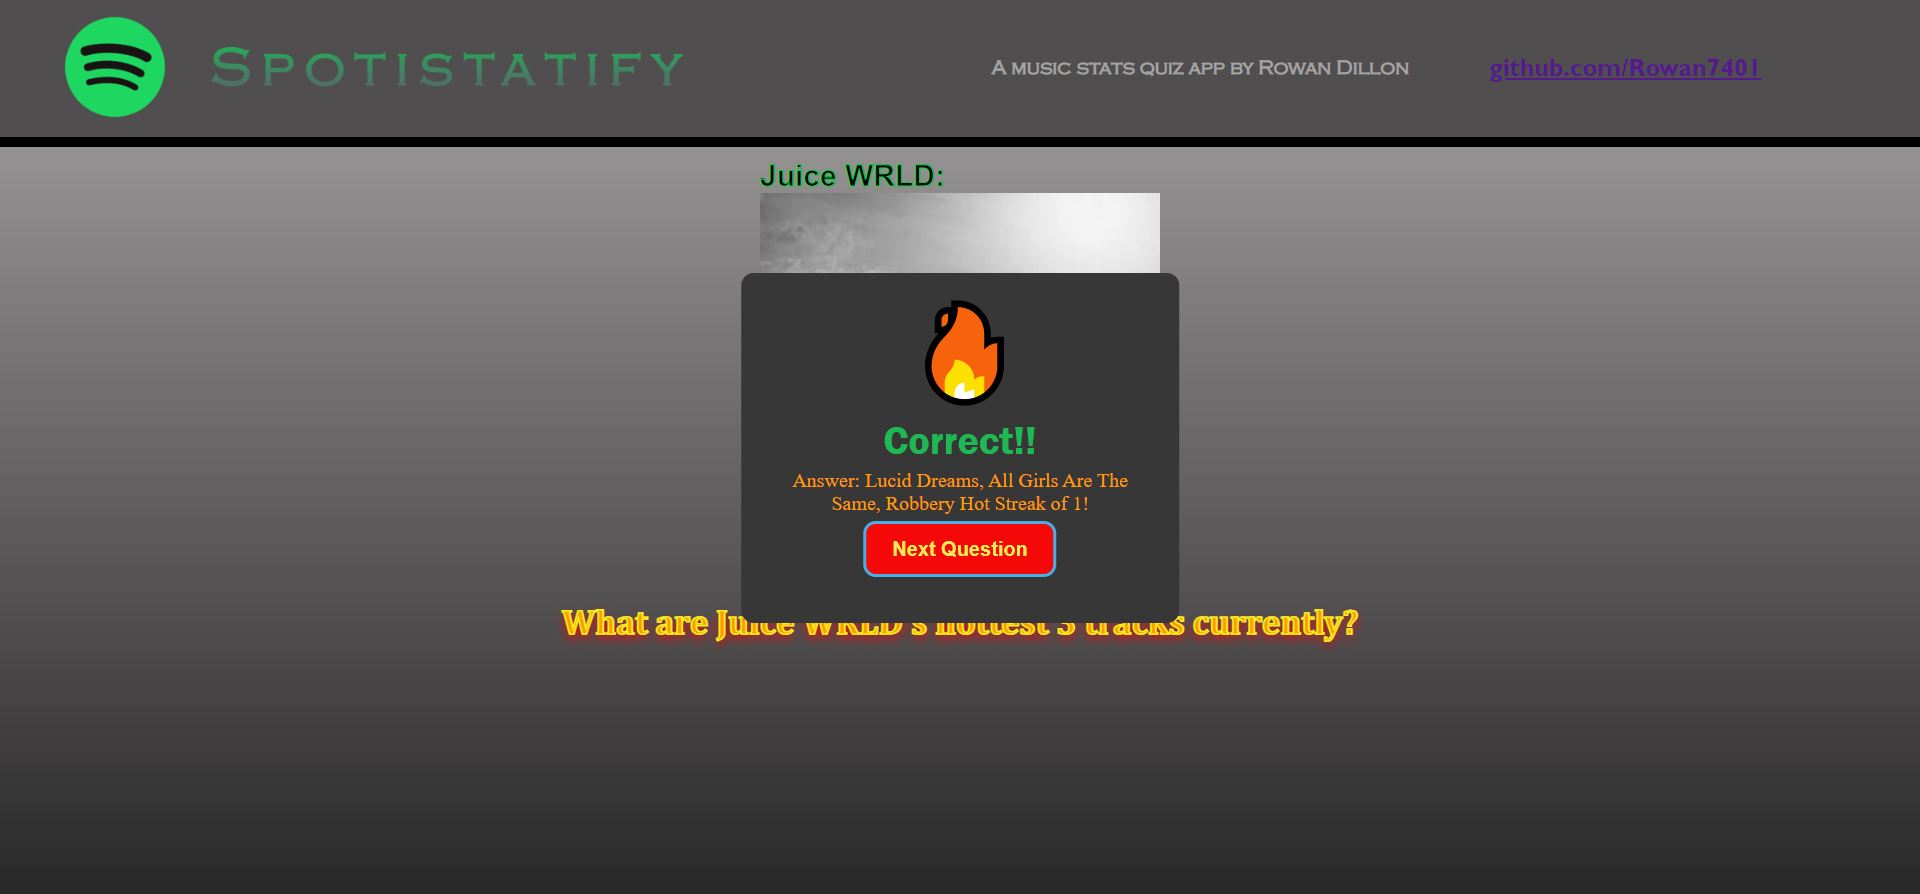 Spotistatify
A music stats quiz app by Rowan Dillon
github.com/Rowan7401
Juice WRLD:
Correct!!
Answer: Lucid Dreams, All Girls Are The
Same, Robbery Hot Streak of 1!
Next Question
What are Juice WRLD's hottest 3 tracks currently?